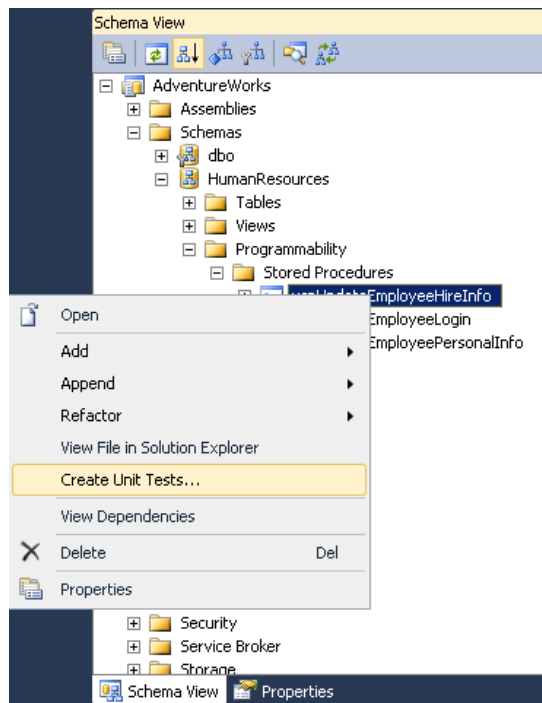 Schema View
AdventureWorks
Assemblies
Schemas
dbo
HumanResources
Tables
Views
Programmability
Stored Procedures
uspUpdateEmployeeHireInfo
EmployeeLogin
EmployeePersonalInfo
Open
Add
Append
Refactor
View File in Solution Explorer
Create Unit Tests...
View Dependencies
Delete Del
Properties
Security
Service Broker
Storage
Schema View Properties